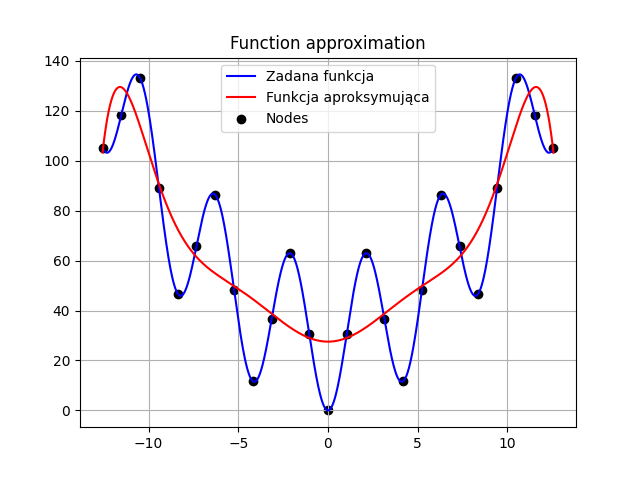 Function approximation
Zadana funkcja
Funkcja aproksymująca
Nodes
140
120
100
80
60
40
20
0
−10 −5 0 5 10